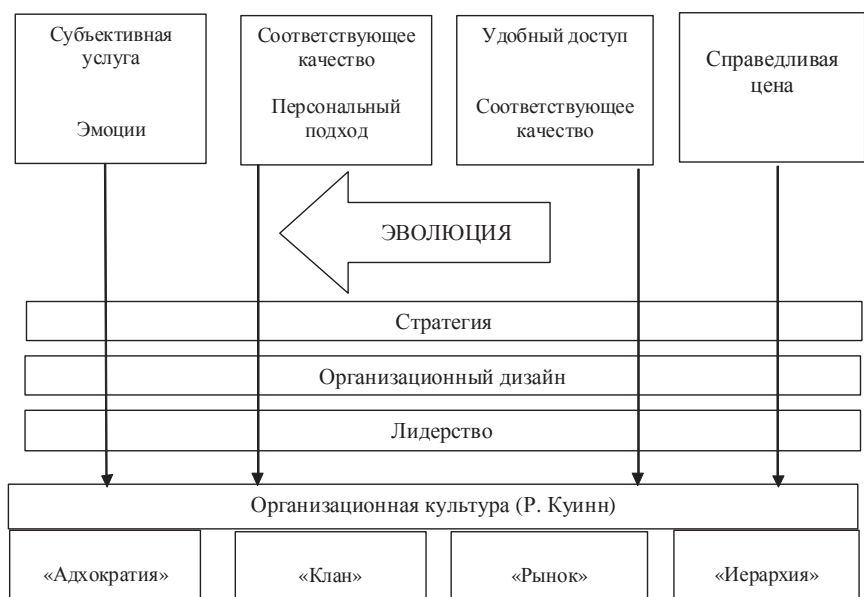 Субъективная
услуга
Эмоции
Соответствующее
качество
Персональный
подход
Удобный доступ
Соответствующее
качество
Справедливая
цена
ЭВОЛЮЦИЯ
Стратегия
Организационный дизайн
Лидерство
Организационная культура (Р. Куинн)
«Адхократия»
«Клан»
«Рынок»
«Иерархия»